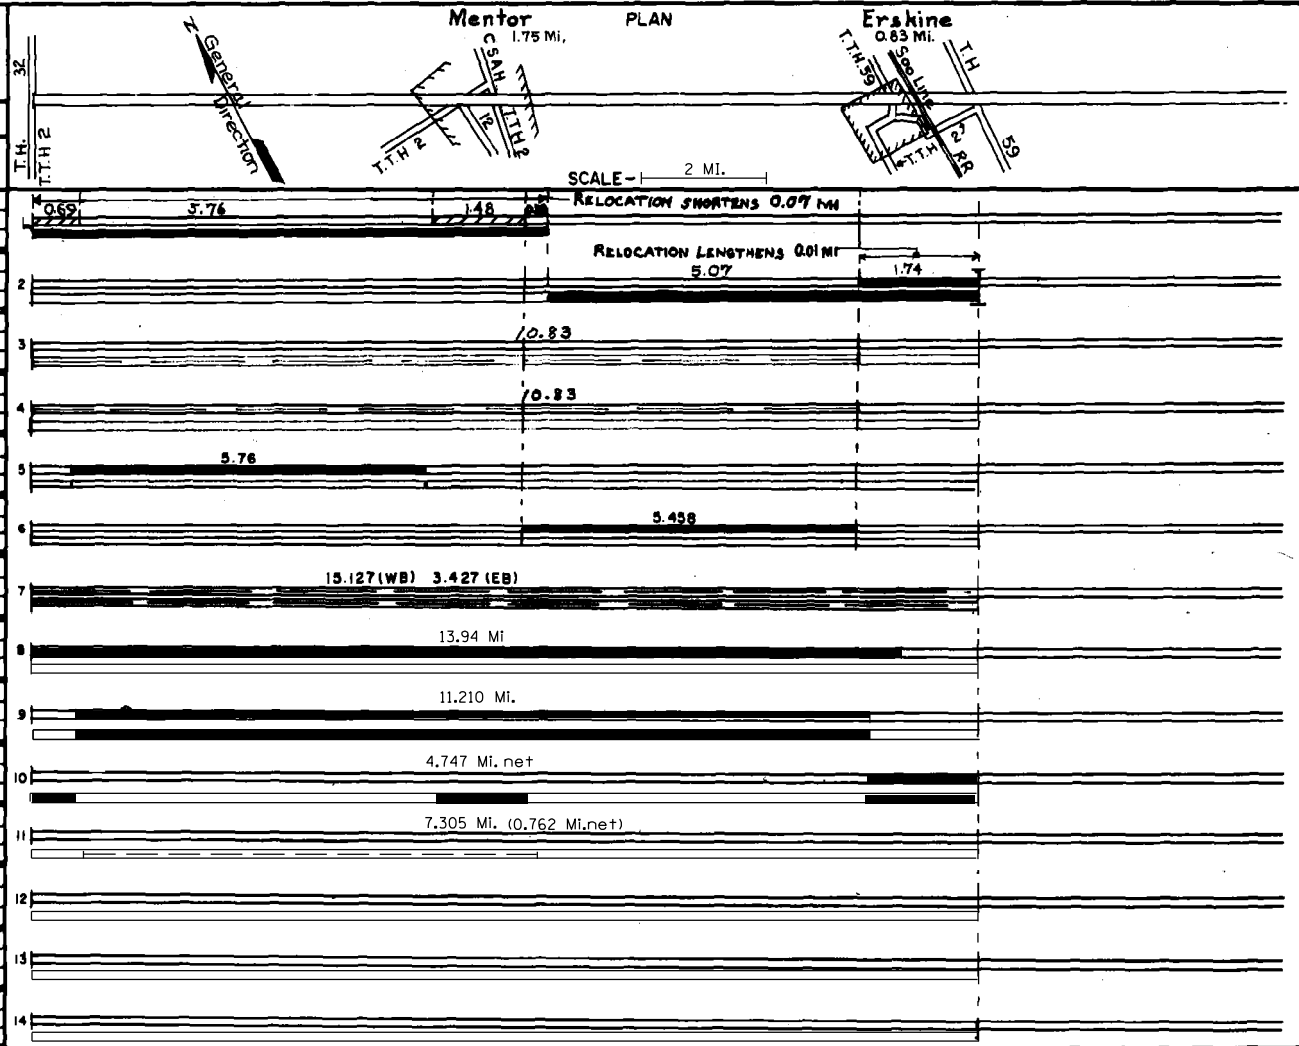 Mentor
PLAN
Erskine
1.75 Mi,
0.83 Mi.
T.H. 32
T.T.H 2
N
General
Direction
C.S.A.H.
12
T.T.H 2
T.T.H 2
T.T.H.59
Soo Line
RR
T.H
59
T.T.H 2
SCALE- 2 MI.
0.69 5.76 1.48 RELOCATION SHORTENS 0.07 MI
RELOCATION LENGTHENS 0.01 MI
2 5.07 1.74
3 10.83
4 10.83
5 5.76
6 5.458
7 15.127(WB) 3.427(EB)
8 13.94 Mi
9 11.210 Mi.
10 4.747 Mi. net
11 7.305 Mi. (0.762 Mi.net)
12
13
14